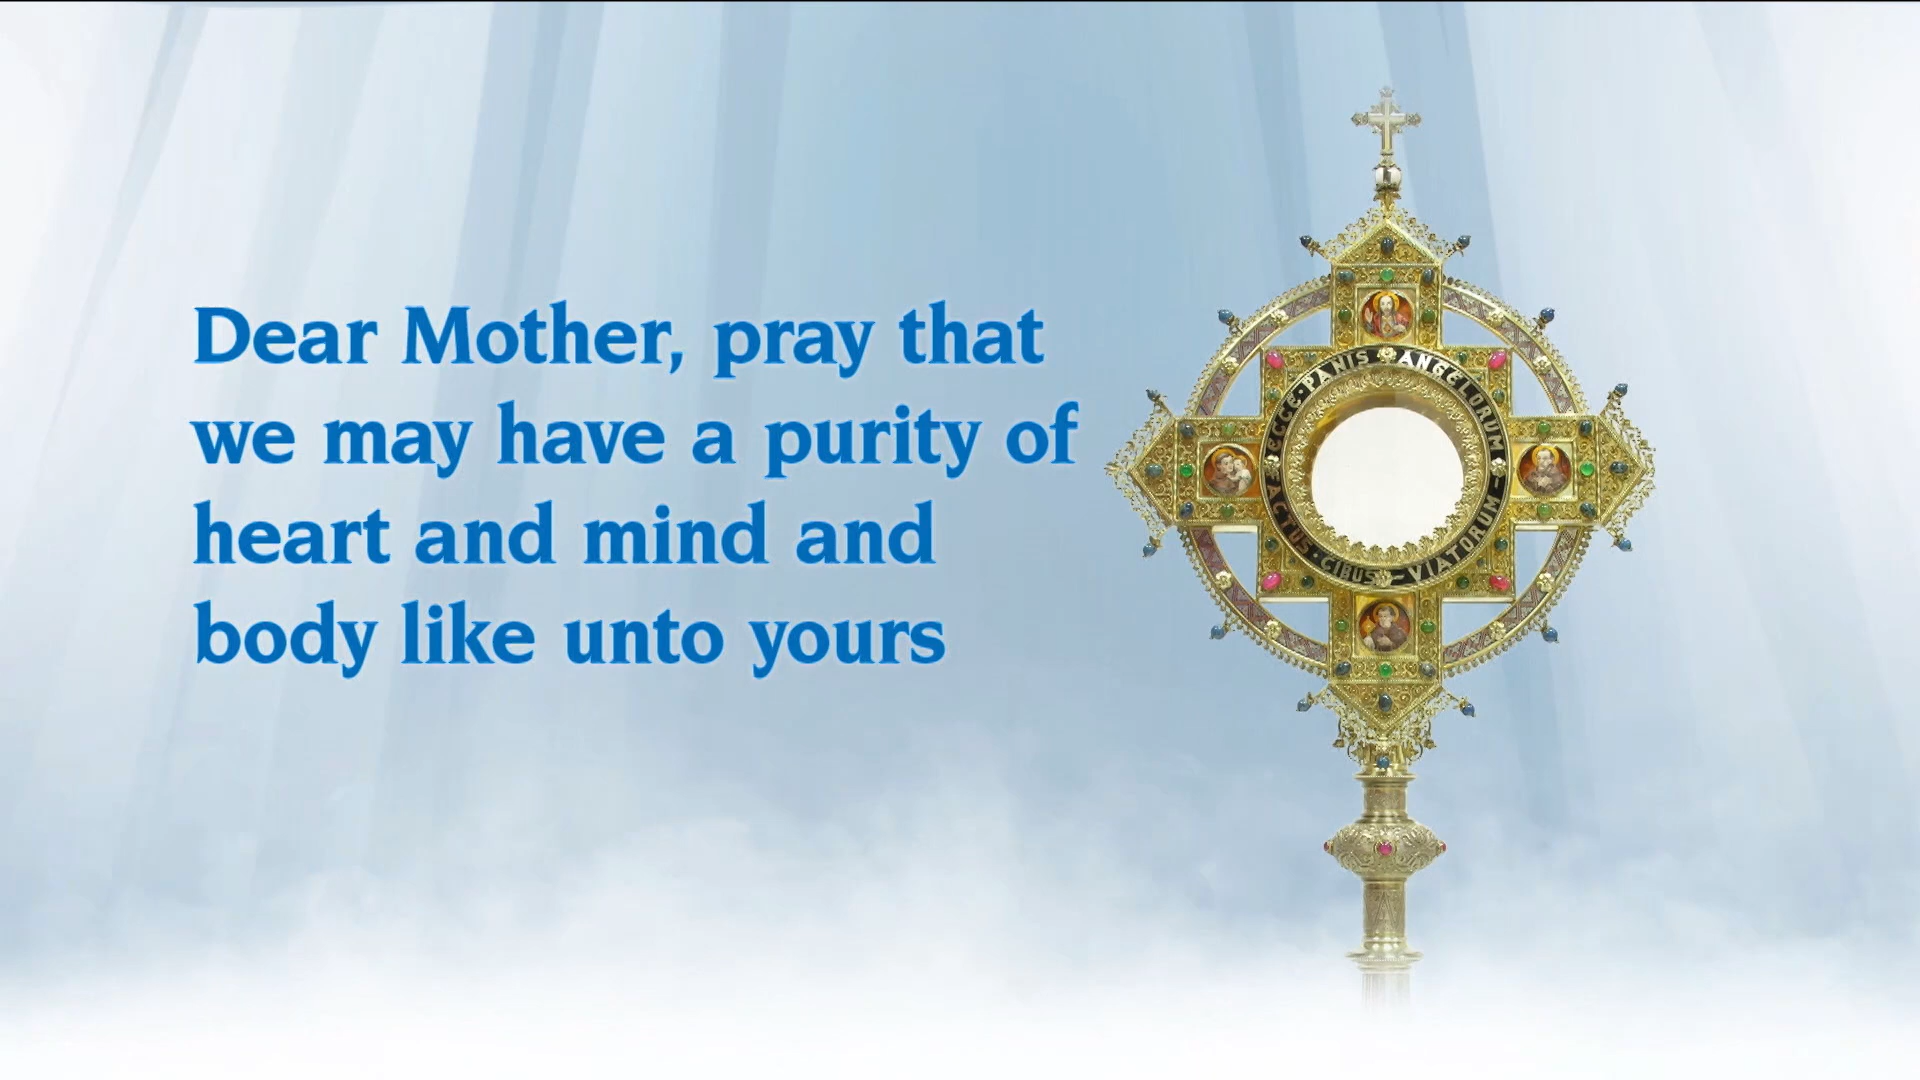 Dear Mother, pray that
we may have a purity of
heart and mind and
body like unto yours
ECCE · PANIS ANGELORUM
FACTUS · CIBUS – VIATORUM –